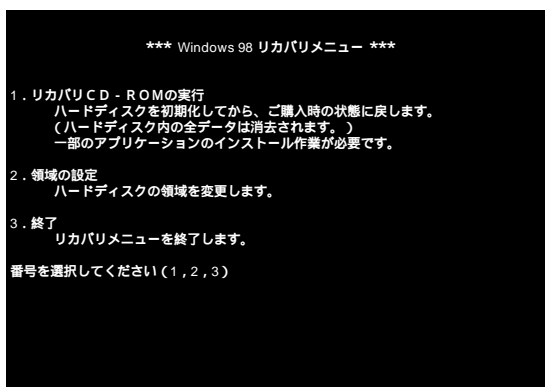 *** Windows 98 リカバリメニュー ***
1．リカバリＣＤ－ＲＯＭの実行
ハードディスクを初期化してから、ご購入時の状態に戻します。
（ハードディスク内の全データは消去されます。）
一部のアプリケーションのインストール作業が必要です。
2．領域の設定
ハードディスクの領域を変更します。
3．終了
リカバリメニューを終了します。
番号を選択してください（1，2，3）